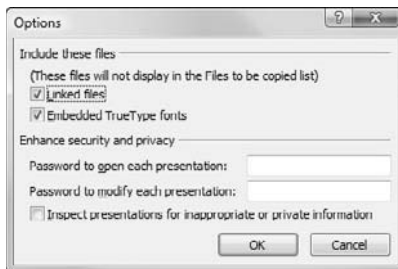 Options
Include these files
(These files will not display in the Files to be copied list)
Linked files
Embedded TrueType fonts
Enhance security and privacy
Password to open each presentation:
Password to modify each presentation:
Inspect presentations for inappropriate or private information
OK Cancel